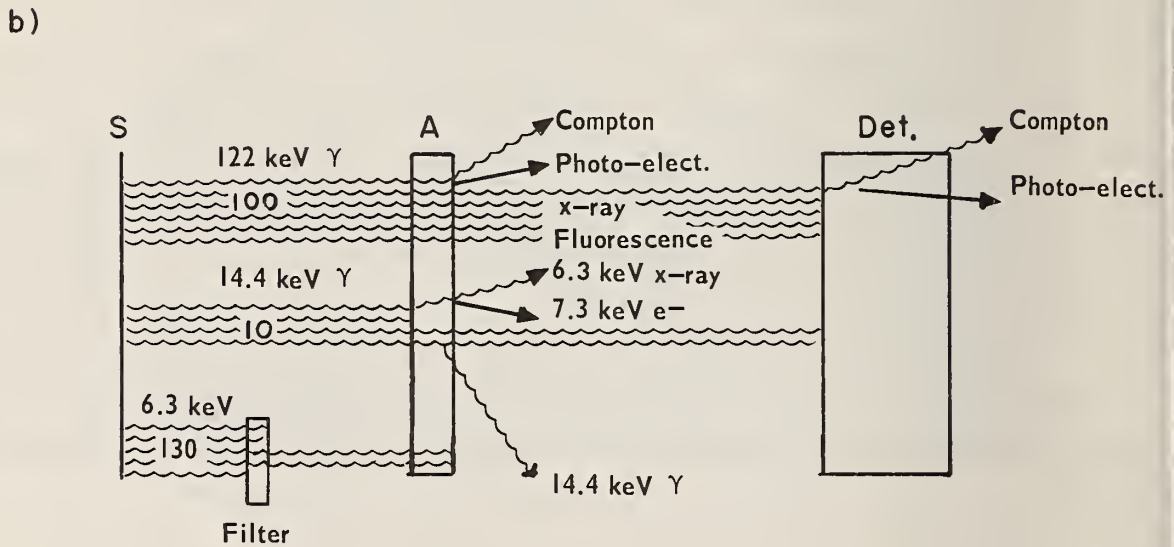 b)
S
A
Det.
122 keV γ
100
Compton
Photo-elect.
x-ray
Fluorescence
Compton
Photo-elect.
14.4 keV γ
10
6.3 keV x-ray
7.3 keV e-
6.3 keV
130
14.4 keV γ
Filter